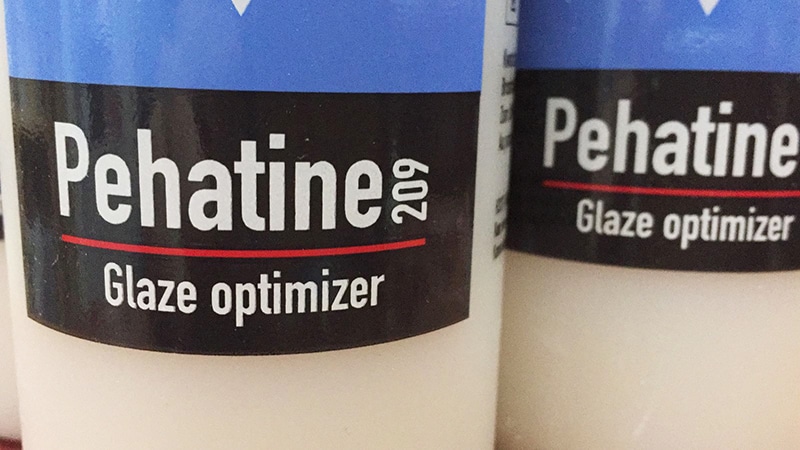 Pehatine 209
Glaze optimizer
Pehatine
Glaze optimizer